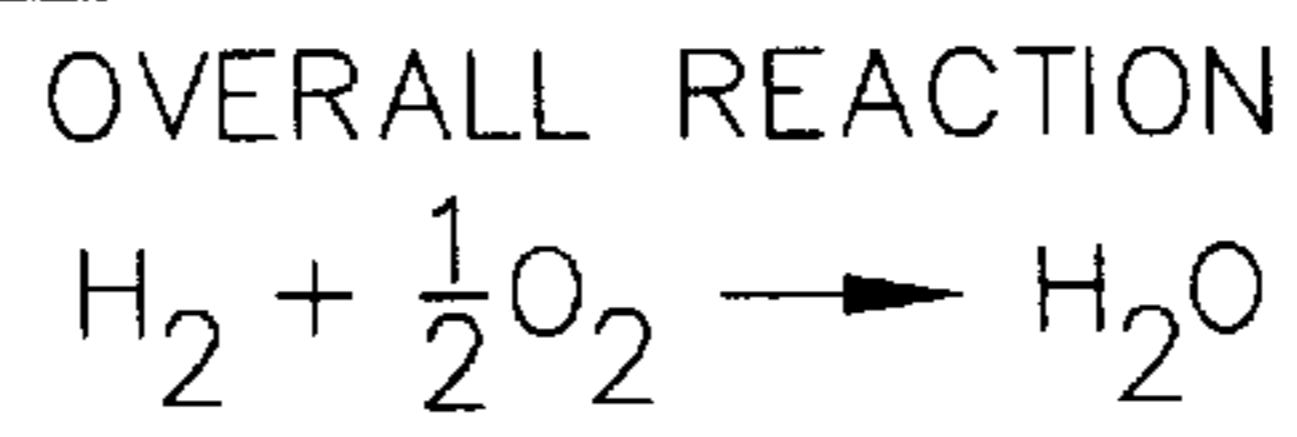 OVERALL REACTION
H₂ + ½O₂ → H₂O